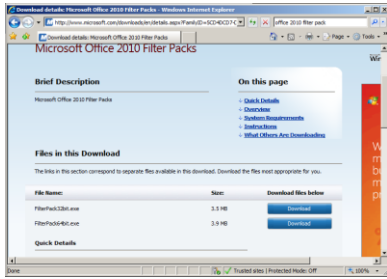 Download details: Microsoft Office 2010 Filter Packs - Windows Internet Explorer
http://www.microsoft.com/downloads/en/details.aspx?FamilyID=5CD4DCD7-
office 2010 filter pack
Download details: Microsoft Office 2010 Filter Packs
Page
Tools
Microsoft Office 2010 Filter Packs
Brief Description
On this page
Microsoft Office 2010 Filter Packs
Quick Details
Overview
System Requirements
Instructions
What Others Are Downloading
Files in this Download
The links in this section correspond to separate files available in this download. Download the files most appropriate for you.
File Name: Size: Download files below
FilterPack32bit.exe 3.5 MB Download
FilterPack64bit.exe 3.9 MB Download
Quick Details
Done
Trusted sites | Protected Mode: Off
100%